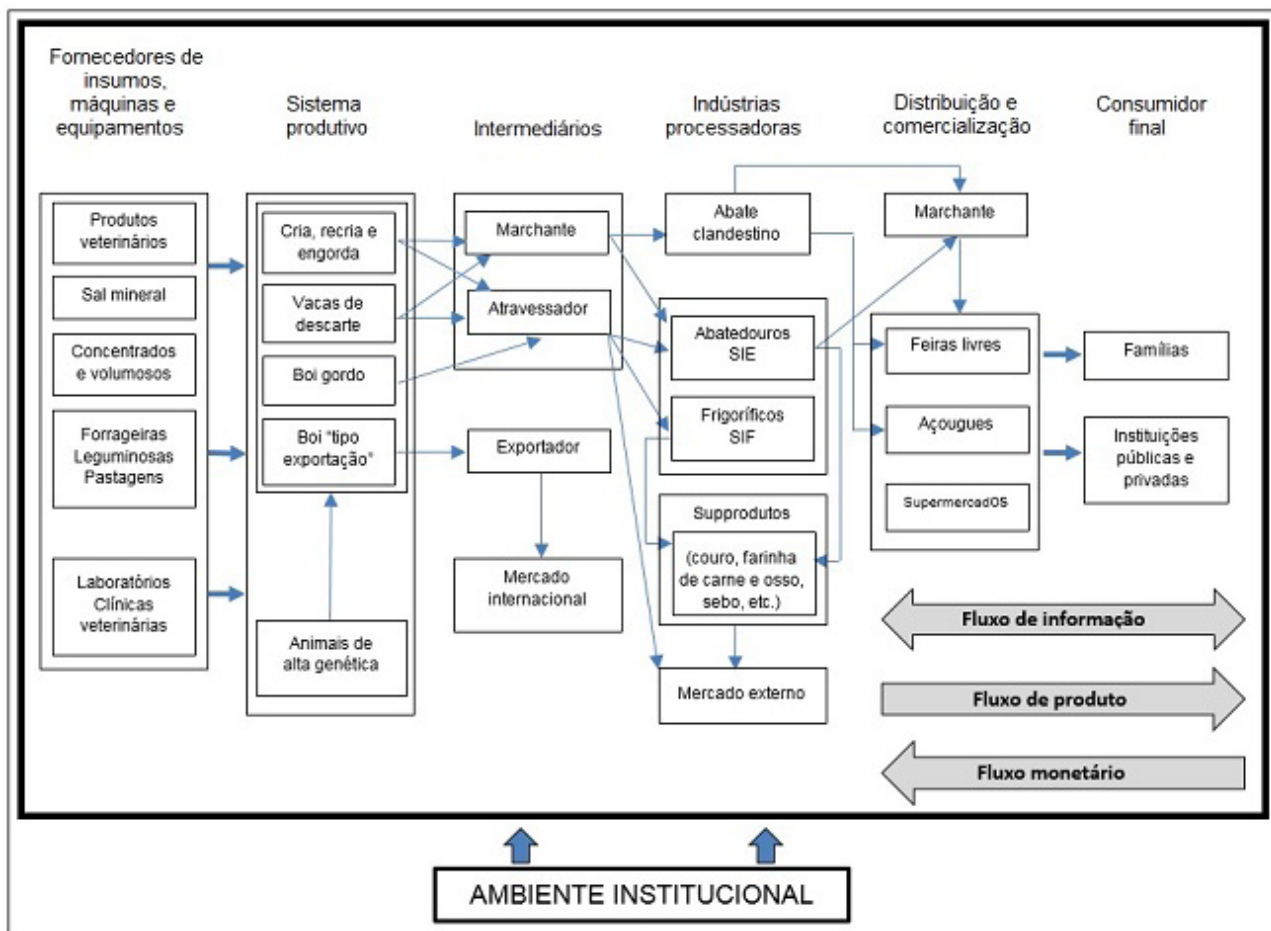 Fornecedores de
insumos,
máquinas e
equipamentos
Sistema
produtivo
Intermediários
Indústrias
processadoras
Distribuição e
comercialização
Consumidor
final
Produtos
veterinários
Sal mineral
Concentrados
e volumosos
Forrageiras
Leguminosas
Pastagens
Laboratórios
Clínicas
veterinárias
Cria, recria e
engorda
Vacas de
descarte
Boi gordo
Boi "tipo
exportação"
Animais de
alta genética
Marchante
Atravessador
Exportador
Mercado
internacional
Abate
clandestino
Abatedouros
SIE
Frigoríficos
SIF
Supprodutos
(couro, farinha
de carne e osso,
sebo, etc.)
Mercado externo
Marchante
Feiras livres
Açougues
SupermercadOS
Famílias
Instituições
públicas e
privadas
Fluxo de informação
Fluxo de produto
Fluxo monetário
AMBIENTE INSTITUCIONAL